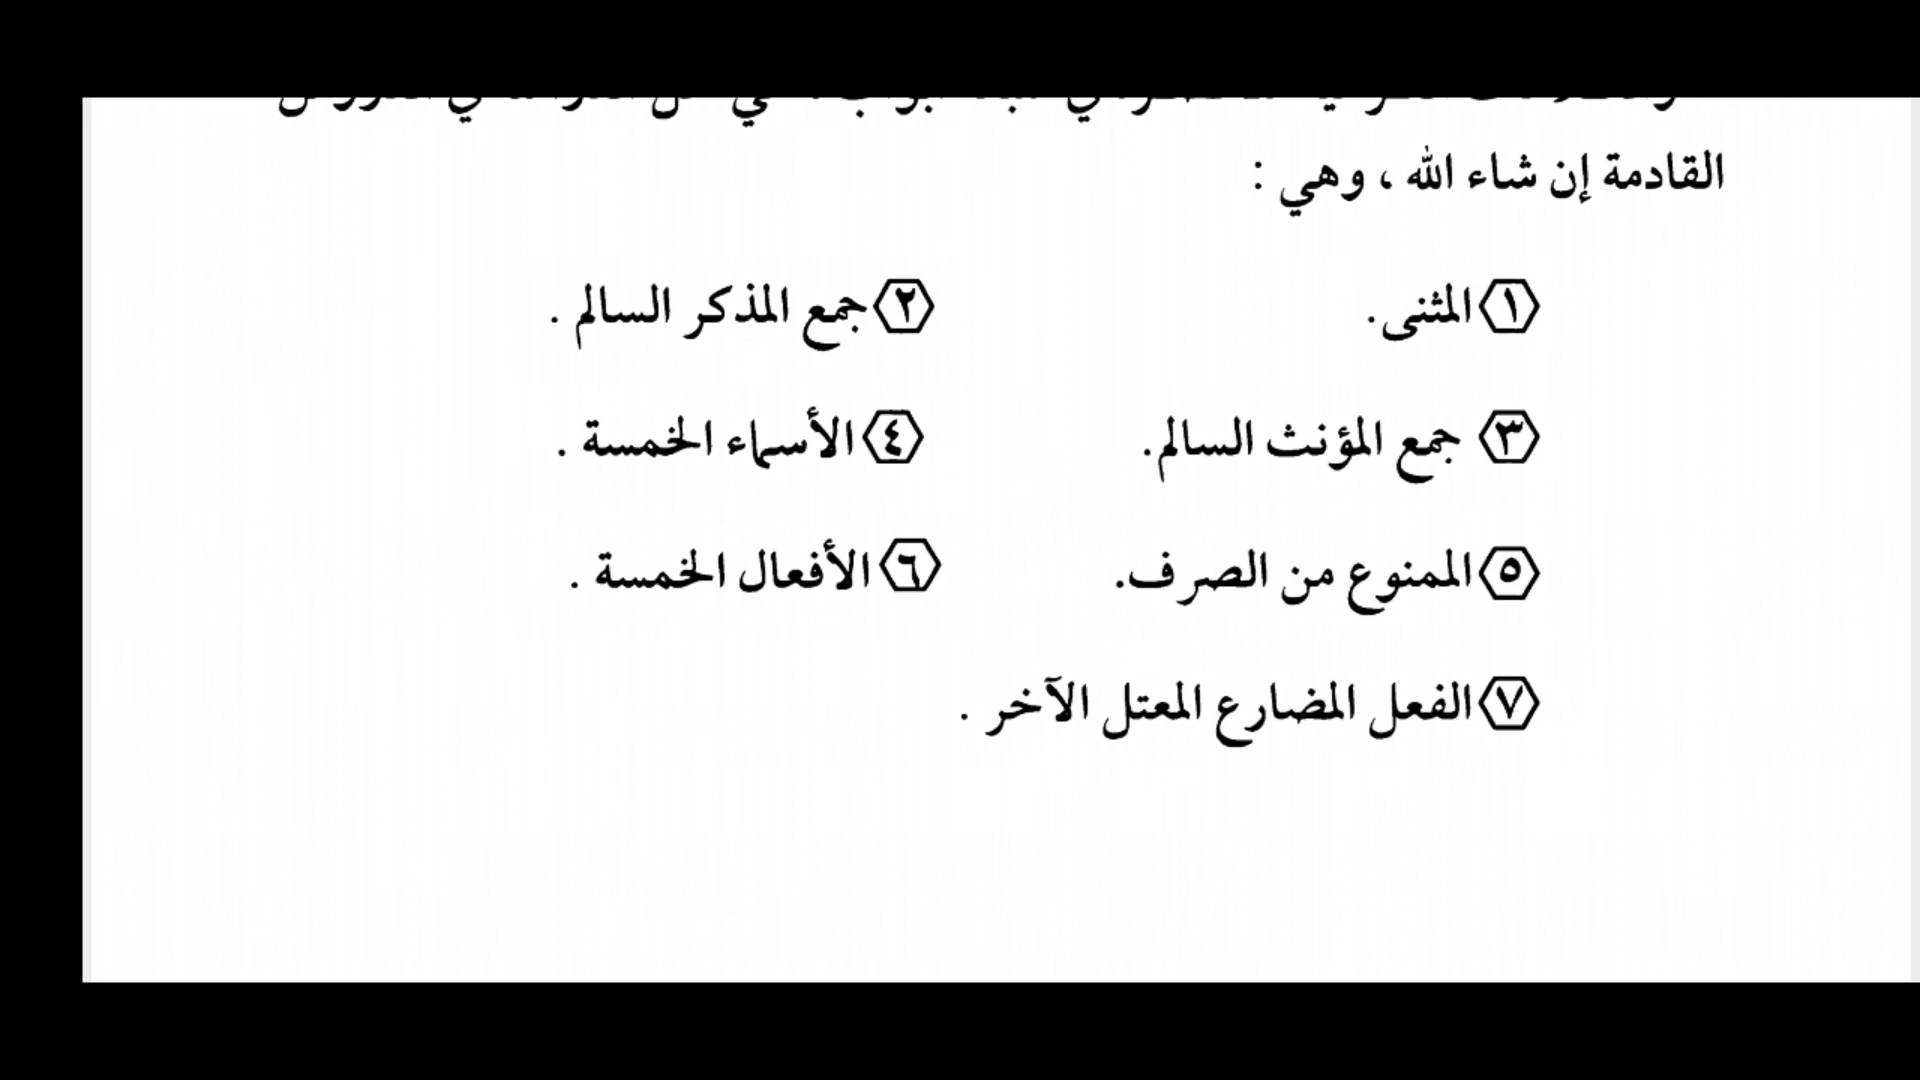 القادمة إن شاء الله ، وهي :
١ المثنى. ٢ جمع المذكر السالم .
٣ جمع المؤنث السالم. ٤ الأسماء الخمسة .
٥ الممنوع من الصرف. ٦ الأفعال الخمسة .
٧ الفعل المضارع المعتل الآخر .